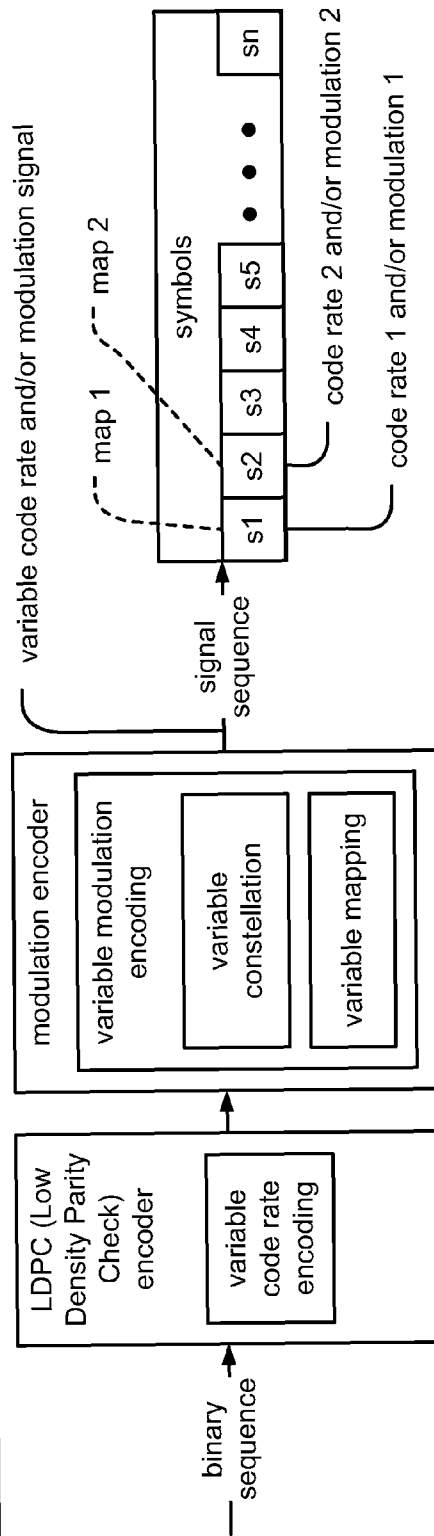 binary
sequence
LDPC (Low
Density Parity
Check)
encoder
variable
code rate
encoding
modulation encoder
variable modulation
encoding
variable
constellation
variable mapping
variable code rate and/or modulation signal
signal
sequence
map 1
map 2
symbols
s1
s2
s3
s4
s5
sn
code rate 2 and/or modulation 2
code rate 1 and/or modulation 1